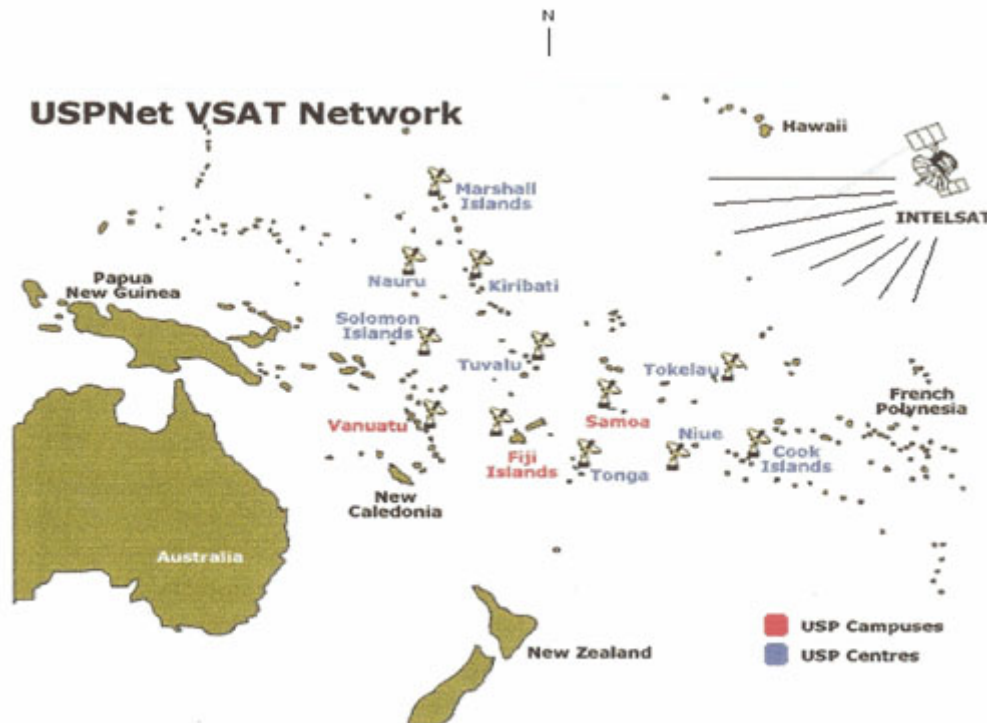 N
USPNet VSAT Network
Hawaii
Marshall
Islands
INTELSAT
Papua
New Guinea
Nauru
Kiribati
Solomon
Islands
Tuvalu
Tokelau
French
Polynesia
Vanuatu
Samoa
Niue
Fiji
Islands
Tonga
Cook
Islands
New
Caledonia
Australia
USP Campuses
New Zealand
USP Centres